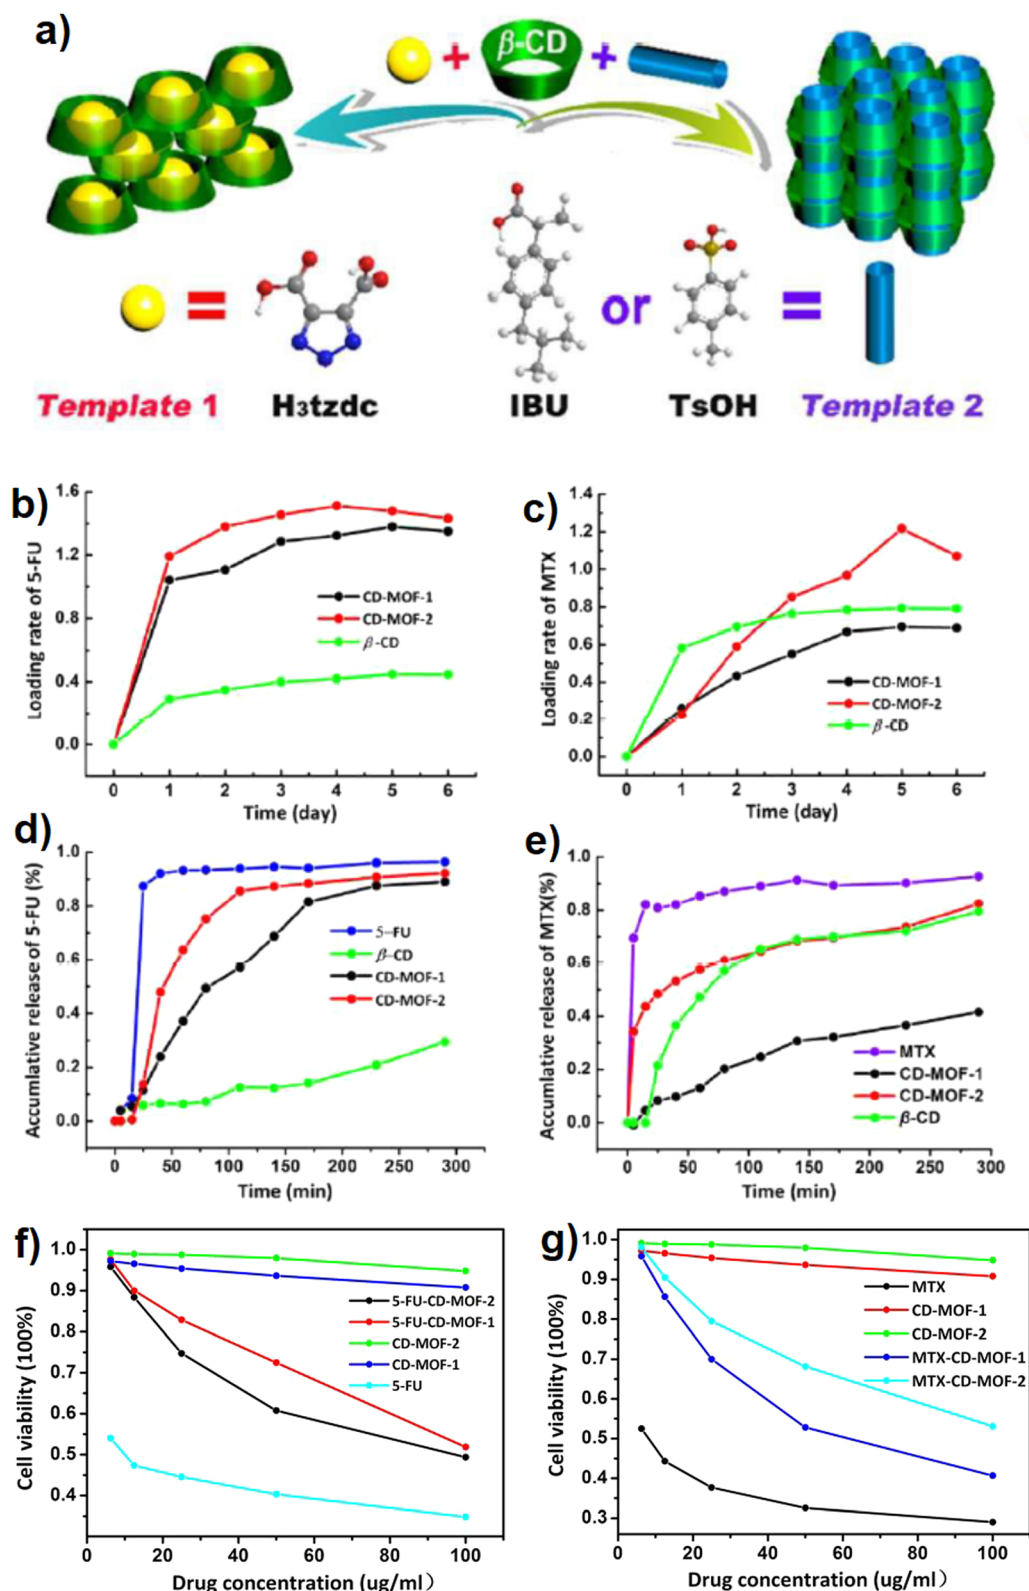 a)
β-CD
+
+
=
or
=
Template 1
H3tzdc
IBU
TsOH
Template 2
b)
Loading rate of 5-FU
1.6
1.2
0.8
0.4
0.0
CD-MOF-1
CD-MOF-2
β-CD
0 1 2 3 4 5 6
Time (day)
c)
Loading rate of MTX
1.4
1.2
1.0
0.8
0.6
0.4
0.2
0.0
CD-MOF-1
CD-MOF-2
β-CD
0 1 2 3 4 5 6
Time (day)
d)
Accumlative release of 5-FU (%)
1.0
0.8
0.6
0.4
0.2
0.0
5-FU
β-CD
CD-MOF-1
CD-MOF-2
0 50 100 150 200 250 300
Time (min)
e)
Accumulative release of MTX(%)
1.0
0.8
0.6
0.4
0.2
0.0
MTX
CD-MOF-1
CD-MOF-2
β-CD
0 50 100 150 200 250 300
Time (min)
f)
Cell viability (100%)
1.0
0.9
0.8
0.7
0.6
0.5
0.4
5-FU-CD-MOF-2
5-FU-CD-MOF-1
CD-MOF-2
CD-MOF-1
5-FU
0 20 40 60 80 100
Drug concentration (ug/ml)
g)
Cell viability (100%)
1.0
0.9
0.8
0.7
0.6
0.5
0.4
0.3
MTX
CD-MOF-1
CD-MOF-2
MTX-CD-MOF-1
MTX-CD-MOF-2
0 20 40 60 80 100
Drug concentration (ug/ml)